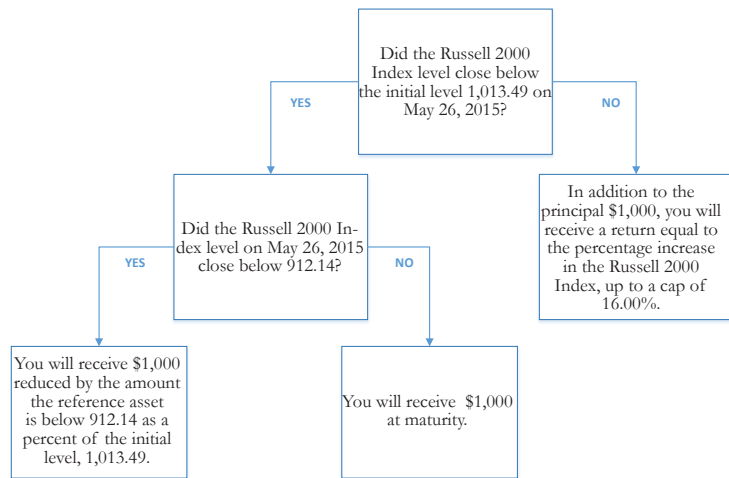 Did the Russell 2000
Index level close below
the initial level 1,013.49 on
May 26, 2015?
YES
NO
Did the Russell 2000 In-
dex level on May 26, 2015
close below 912.14?
In addition to the
principal $1,000, you will
receive a return equal to
the percentage increase
in the Russell 2000
Index, up to a cap of
16.00%.
YES
NO
You will receive $1,000
reduced by the amount
the reference asset
is below 912.14 as a
percent of the initial
level, 1,013.49.
You will receive $1,000
at maturity.